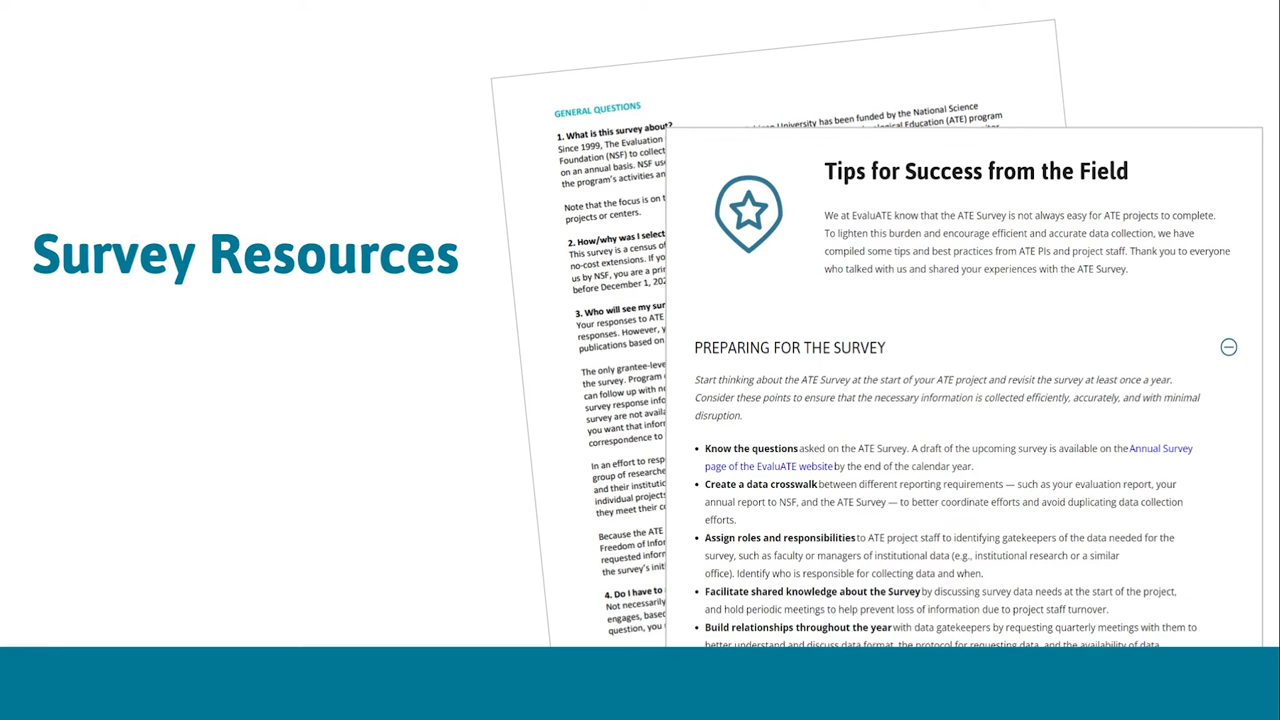 Survey Resources
GENERAL QUESTIONS
1. What is this survey about?
Since 1999, The Evaluation
University has been funded by the National Science
Foundation (NSF) to collect
Education (ATE) program
on an annual basis. NSF
the program's activities
Note that the focus is on
projects or centers.
2. How/why was I
This survey is a census of
no-cost extensions. If
us by NSF, you are a
before December 1,
3. Who will see my
Your responses to ATE
responses. However,
publications based on
The only
the survey. Program
can follow up with
survey response
survey are not
you want that
correspondence to
In an effort to
group of
and their
individual
they meet their
Because the ATE
Freedom of
requested
the survey's
4. Do I have to
Not necessarily
engages,
question, you
Tips for Success from the Field
We at EvaluATE know that the ATE Survey is not always easy for ATE projects to complete.
To lighten this burden and encourage efficient and accurate data collection, we have
compiled some tips and best practices from ATE PIs and project staff. Thank you to everyone
who talked with us and shared your experiences with the ATE Survey.
PREPARING FOR THE SURVEY
Start thinking about the ATE Survey at the start of your ATE project and revisit the survey at least once a year.
Consider these points to ensure that the necessary information is collected efficiently, accurately, and with minimal
disruption.
• Know the questions asked on the ATE Survey. A draft of the upcoming survey is available on the Annual Survey
page of the EvaluATE website by the end of the calendar year.
• Create a data crosswalk between different reporting requirements — such as your evaluation report, your
annual report to NSF, and the ATE Survey — to better coordinate efforts and avoid duplicating data collection
efforts.
• Assign roles and responsibilities to ATE project staff to identifying gatekeepers of the data needed for the
survey, such as faculty or managers of institutional data (e.g., institutional research or a similar
office). Identify who is responsible for collecting data and when.
• Facilitate shared knowledge about the Survey by discussing survey data needs at the start of the project,
and hold periodic meetings to help prevent loss of information due to project staff turnover.
• Build relationships throughout the year with data gatekeepers by requesting quarterly meetings with them to
better understand and discuss data format, the protocol for requesting data, and the availability of data